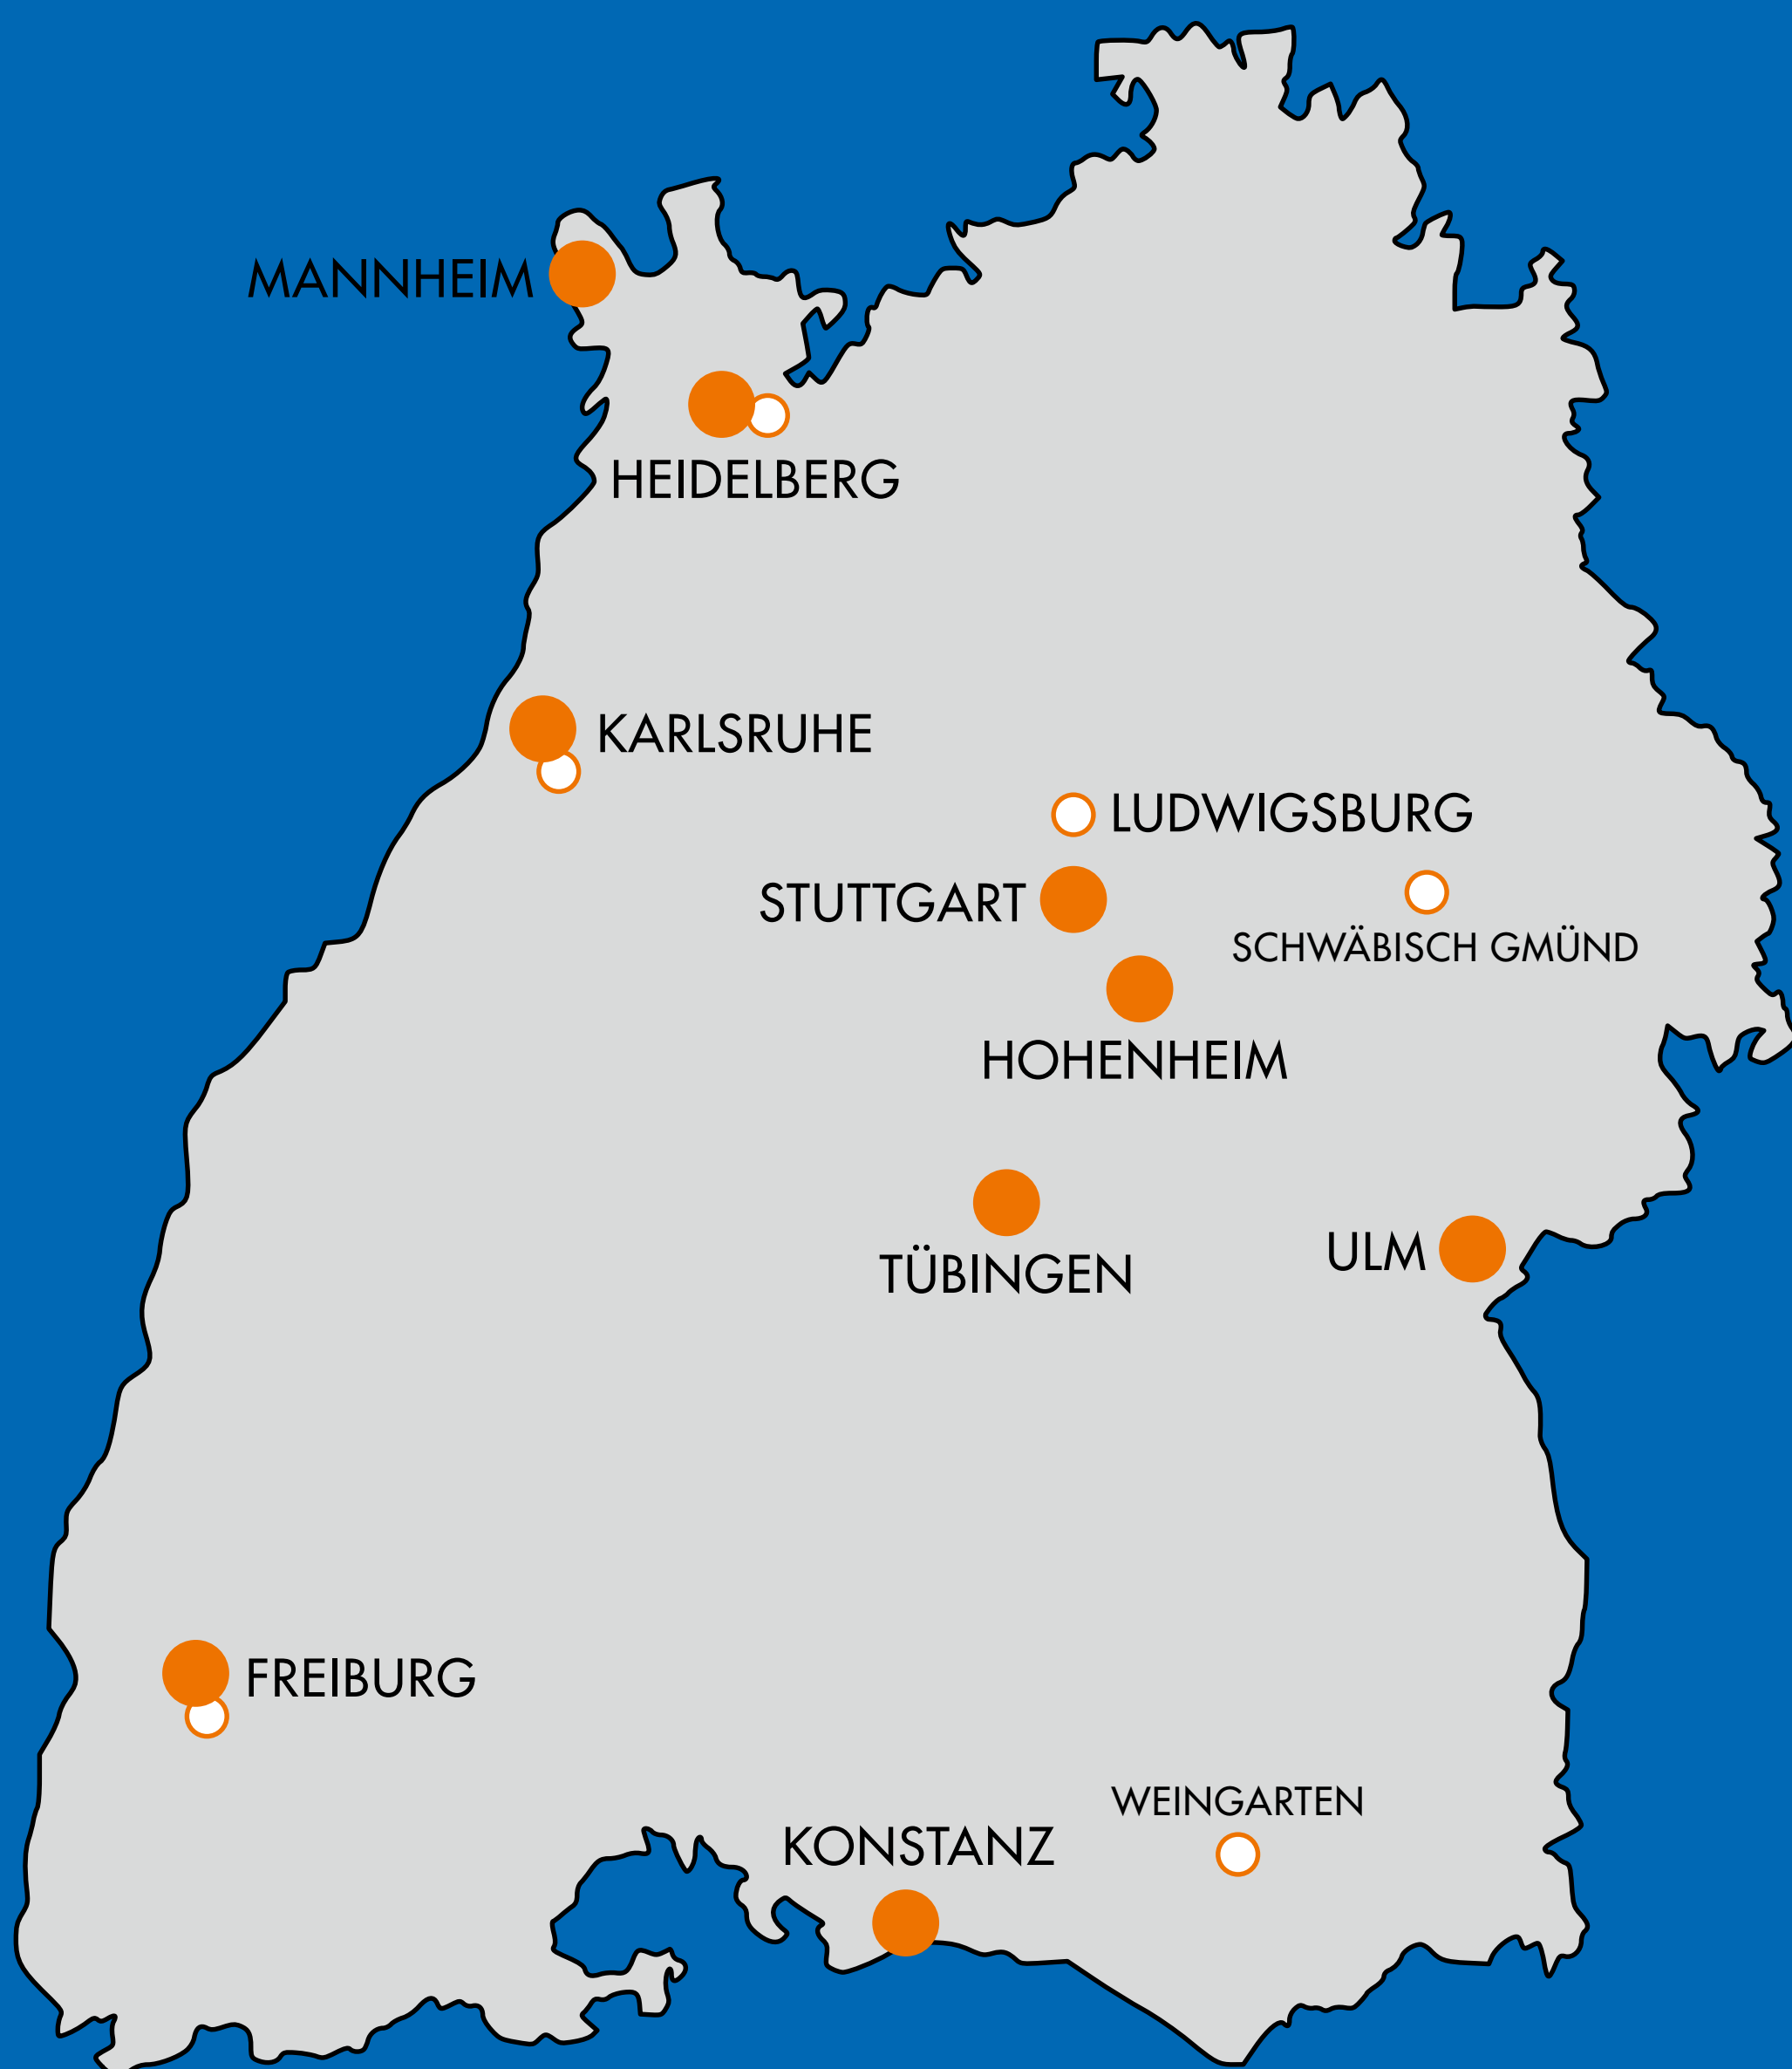 MANNHEIM
HEIDELBERG
KARLSRUHE
LUDWIGSBURG
STUTTGART
SCHWÄBISCH GMÜND
HOHENHEIM
TÜBINGEN
ULM
FREIBURG
WEINGARTEN
KONSTANZ